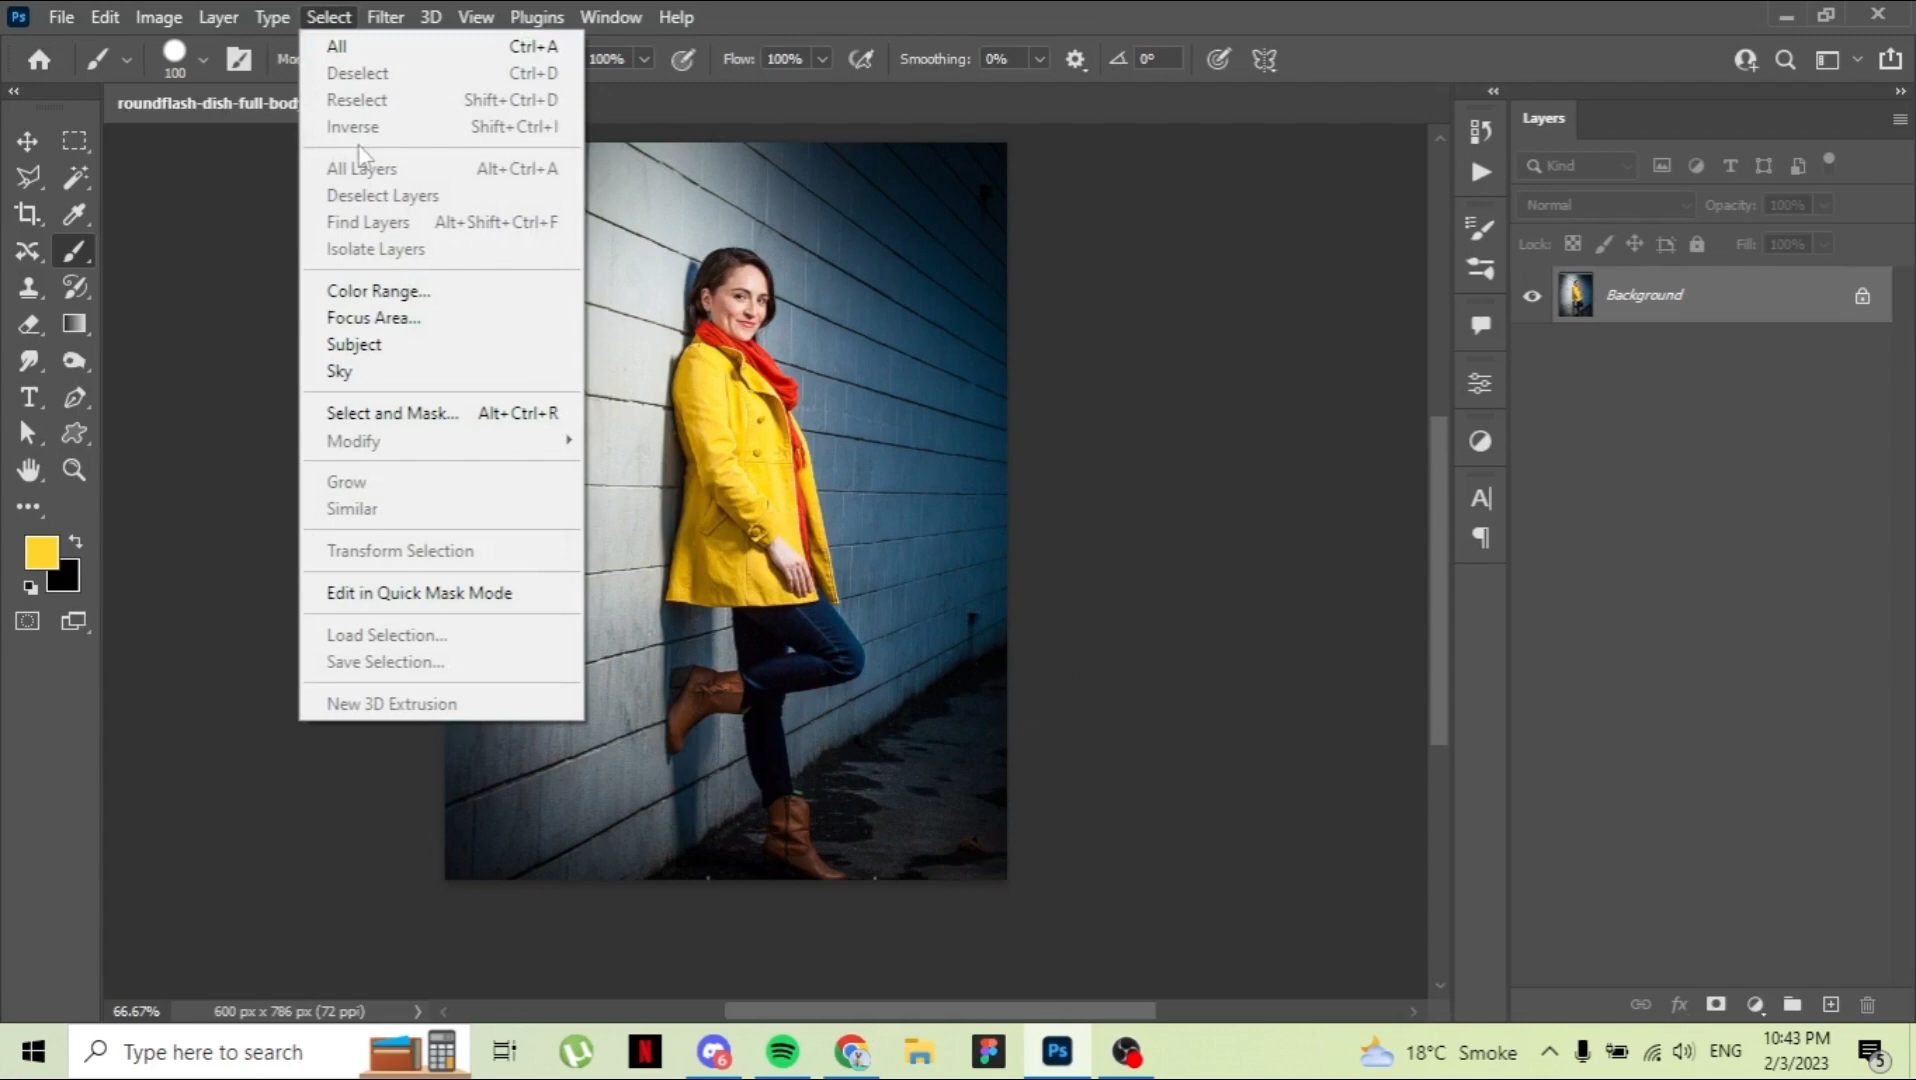 Ps File Edit Image Layer Type Select Filter 3D View Plugins Window Help
100 100% Flow: 100% Smoothing: 0% 0°
roundflash-dish-full-body
All Ctrl+A
Deselect Ctrl+D
Reselect Shift+Ctrl+D
Inverse Shift+Ctrl+I
All Layers Alt+Ctrl+A
Deselect Layers
Find Layers Alt+Shift+Ctrl+F
Isolate Layers
Color Range...
Focus Area...
Subject
Sky
Select and Mask... Alt+Ctrl+R
Modify
Grow
Similar
Transform Selection
Edit in Quick Mask Mode
Load Selection...
Save Selection...
New 3D Extrusion
Layers
Kind
Normal Opacity: 100%
Lock: Fill: 100%
Background
66.67% 600 px x 786 px (72 ppi)
Type here to search
6
Ps
18°C Smoke
ENG
10:43 PM
2/3/2023
5